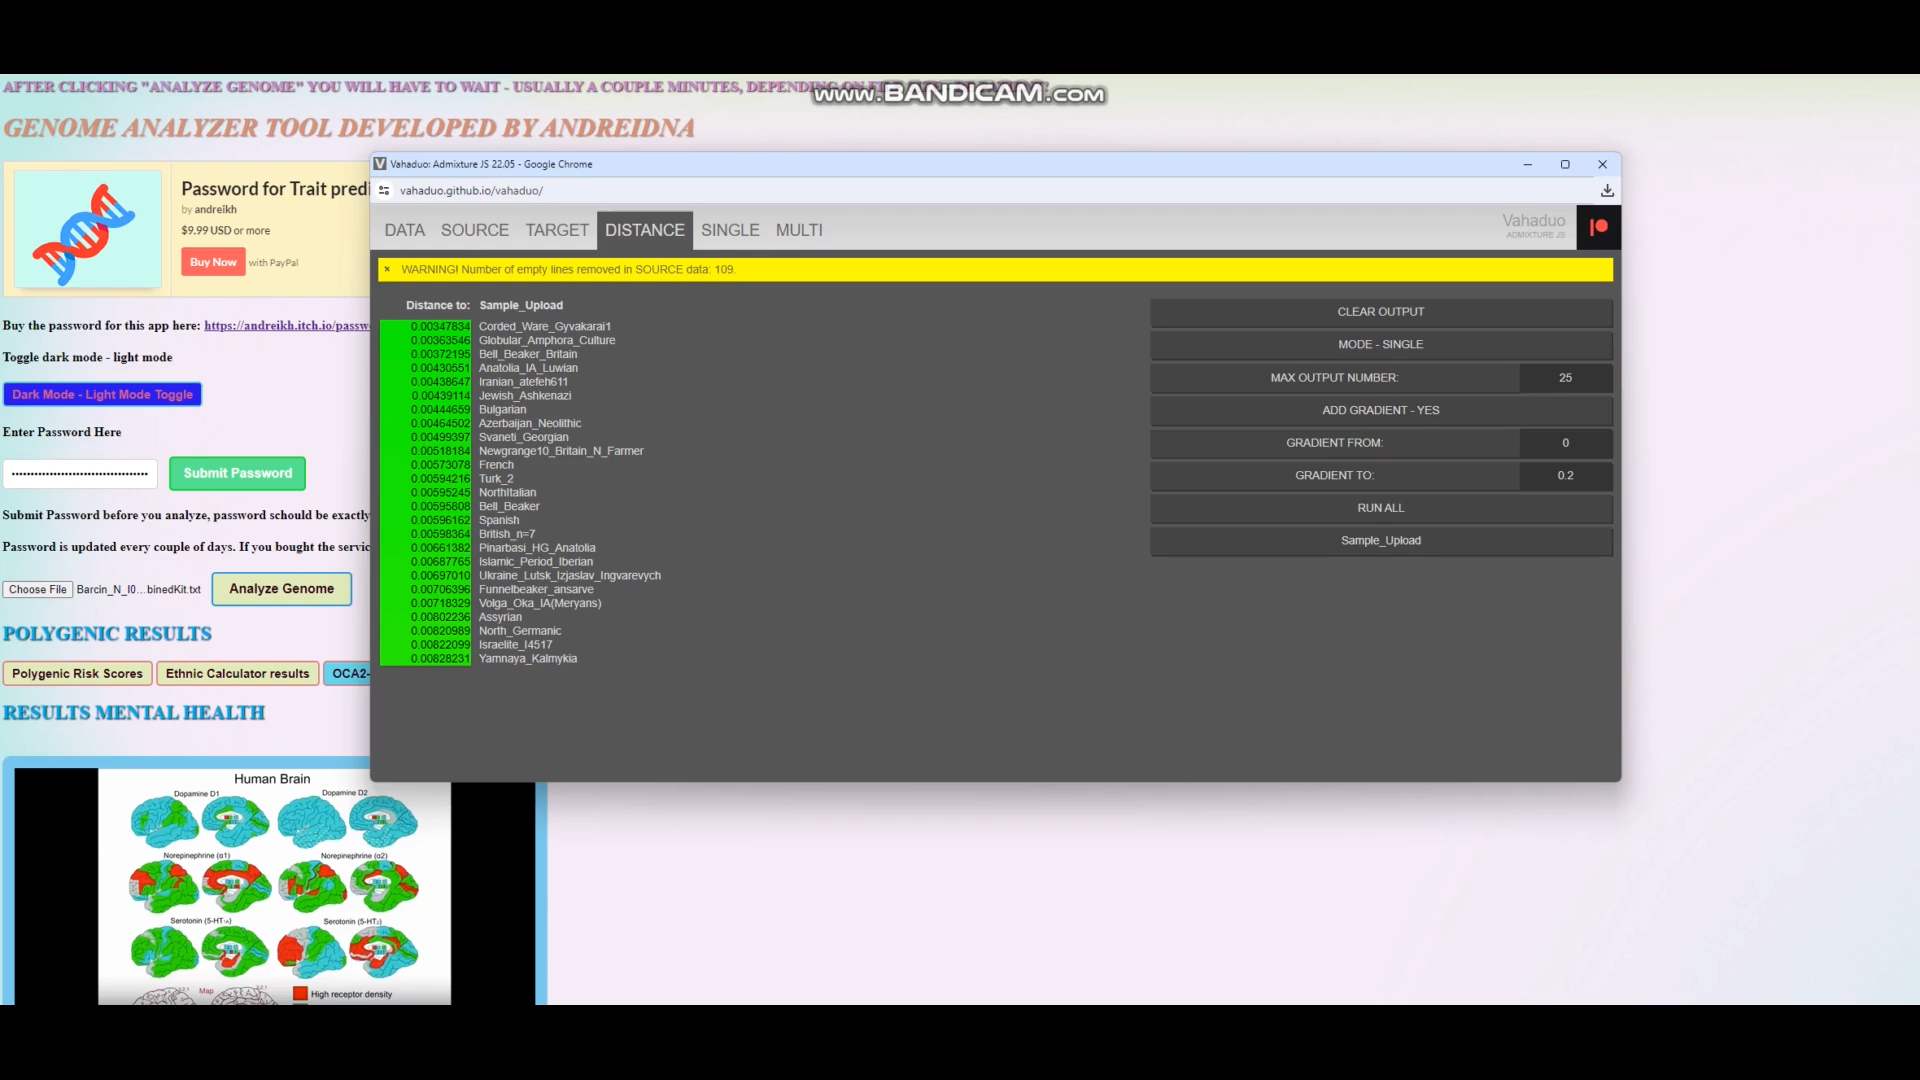 AFTER CLICKING "ANALYZE GENOME" YOU WILL HAVE TO WAIT - USUALLY A COUPLE MINUTES, DEPENDING
www.BANDICAM.com
GENOME ANALYZER TOOL DEVELOPED BY ANDREIDNA
Password for Trait predi
by andreikh
$9.99 USD or more
Buy Now with PayPal
Buy the password for this app here: https://andreikh.itch.io/passw
Toggle dark mode - light mode
Dark Mode - Light Mode Toggle
Enter Password Here
Submit Password
Submit Password before you analyze, password schould be exactly
Password is updated every couple of days. If you bought the servic
Choose File Barcin_N_I0...binedKit.txt Analyze Genome
POLYGENIC RESULTS
Polygenic Risk Scores Ethnic Calculator results OCA2-
RESULTS MENTAL HEALTH
Human Brain
Dopamine D1 Dopamine D2
Norepinephrine (α1) Norepinephrine (α2)
Serotonin (5-HT1A) Serotonin (5-HT2)
Map
High receptor density
Vahaduo: Admixture JS 22.05 - Google Chrome
vahaduo.github.io/vahaduo/
DATA SOURCE TARGET DISTANCE SINGLE MULTI
Vahaduo
ADMIXTURE JS
× WARNING! Number of empty lines removed in SOURCE data: 109.
Distance to: Sample_Upload
0.00347834 Corded_Ware_Gyvakarai1
0.00363546 Globular_Amphora_Culture
0.00372195 Bell_Beaker_Britain
0.00430551 Anatolia_IA_Luwian
0.00438647 Iranian_atefeh611
0.00439114 Jewish_Ashkenazi
0.00444659 Bulgarian
0.00464502 Azerbaijan_Neolithic
0.00499397 Svaneti_Georgian
0.00518184 Newgrange10_Britain_N_Farmer
0.00573078 French
0.00594216 Turk_2
0.00595245 NorthItalian
0.00595808 Bell_Beaker
0.00596162 Spanish
0.00598364 British_n=7
0.00661382 Pinarbasi_HG_Anatolia
0.00687765 Islamic_Period_Iberian
0.00697010 Ukraine_Lutsk_Izjaslav_Ingvarevych
0.00706396 Funnelbeaker_ansarve
0.00718329 Volga_Oka_IA(Meryans)
0.00802236 Assyrian
0.00820989 North_Germanic
0.00822099 Israelite_I4517
0.00828231 Yamnaya_Kalmykia
CLEAR OUTPUT
MODE - SINGLE
MAX OUTPUT NUMBER: 25
ADD GRADIENT - YES
GRADIENT FROM: 0
GRADIENT TO: 0.2
RUN ALL
Sample_Upload